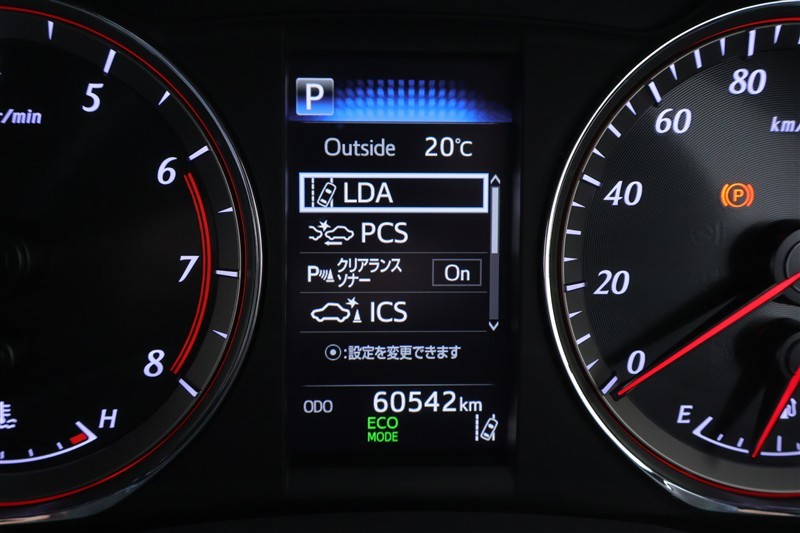 5
r/min
6
7
8
H
P
Outside 20℃
LDA
PCS
P クリアランス
ソナー On
ICS
⦿:設定を変更できます
ODO 60542km
ECO
MODE
80
60
km/
40
P
20
0
E